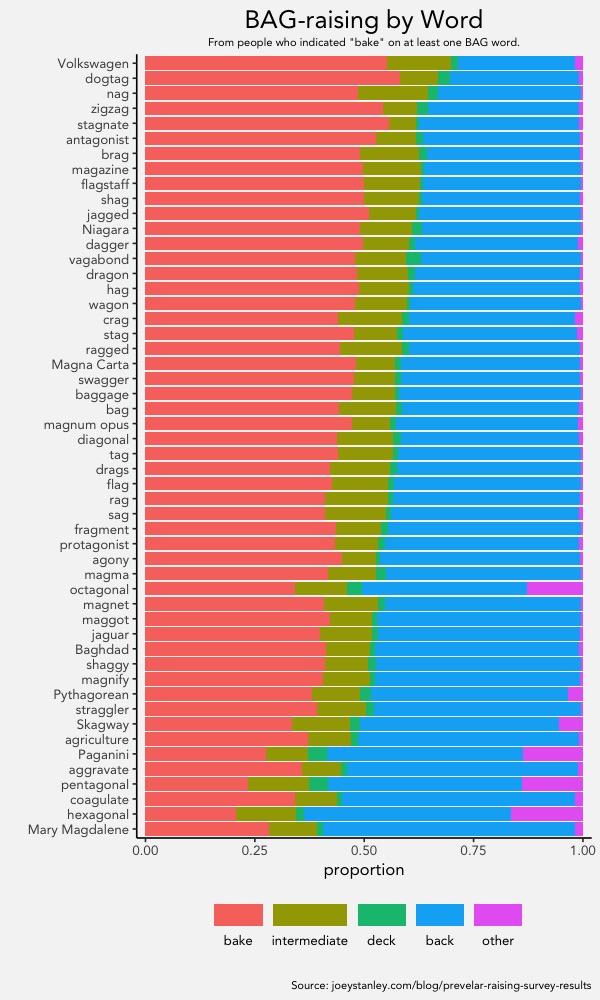 BAG-raising by Word
From people who indicated "bake" on at least one BAG word.
Volkswagen
dogtag
nag
zigzag
stagnate
antagonist
brag
magazine
flagstaff
shag
jagged
Niagara
dagger
vagabond
dragon
hag
wagon
crag
stag
ragged
Magna Carta
swagger
baggage
bag
magnum opus
diagonal
tag
drags
flag
rag
sag
fragment
protagonist
agony
magma
octagonal
magnet
maggot
jaguar
Baghdad
shaggy
magnify
Pythagorean
straggler
Skagway
agriculture
Paganini
aggravate
pentagonal
coagulate
hexagonal
Mary Magdalene
0.00 0.25 0.50 0.75 1.00
proportion
bake intermediate deck back other
Source: joeystanley.com/blog/prevelar-raising-survey-results